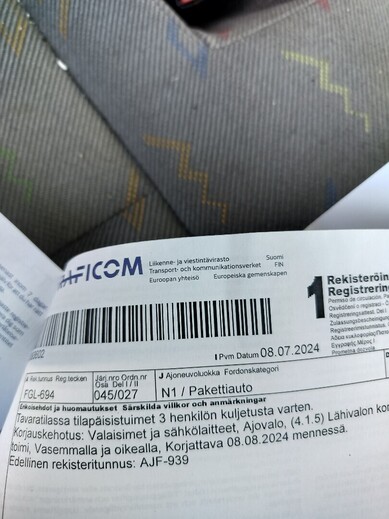 AFICOM
Liikenne- ja viestintävirasto Suomi
Transport- och kommunikationsverket FIN
Euroopan yhteisö Europeiska gemenskapen
1
Rekisteröin
Registrering
I Pvm Datum 08.07.2024
Rek.tunnus Reg.tecken
Järj.nro Ordn.nr
Osa Del I / II
J Ajoneuvoluokka Fordonskategori
FGL-694
045/027
N1 / Pakettiauto
Erikoisehdot ja huomautukset Särskilda villkor och anmärkningar
Tavaratilassa tilapäisistuimet 3 henkilön kuljetusta varten.
Korjauskehotus: Valaisimet ja sähkölaitteet, Ajovalo, (4.1.5) Lähivalon
toimi, Vasemmalla ja oikealla, Korjattava 08.08.2024 mennessä.
Edellinen rekisteritunnus: AJF-939